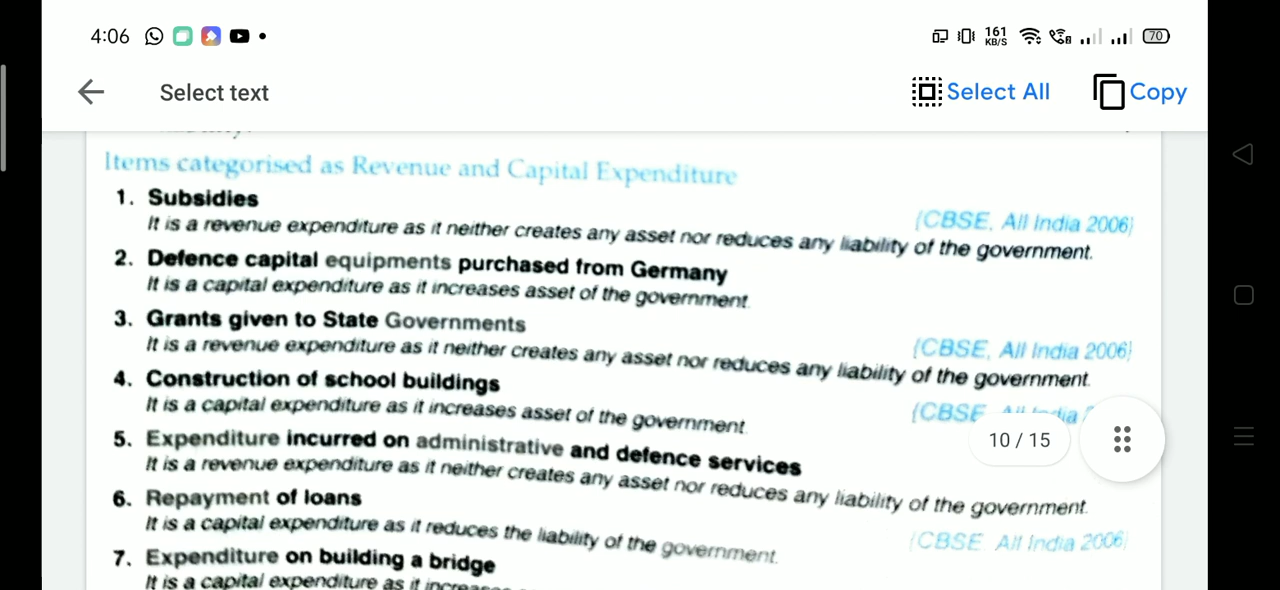 4:06
161 KB/S
70
Select text
Select All
Copy
Items categorised as Revenue and Capital Expenditure
1. Subsidies
(CBSE, All India 2006)
It is a revenue expenditure as it neither creates any asset nor reduces any liability of the government.
2. Defence capital equipments purchased from Germany
It is a capital expenditure as it increases asset of the government.
3. Grants given to State Governments
(CBSE, All India 2006)
It is a revenue expenditure as it neither creates any asset nor reduces any liability of the government.
4. Construction of school buildings
(CBSE, All India
It is a capital expenditure as it increases asset of the government.
10 / 15
5. Expenditure incurred on administrative and defence services
It is a revenue expenditure as it neither creates any asset nor reduces any liability of the government.
6. Repayment of loans
(CBSE, All India 2006)
It is a capital expenditure as it reduces the liability of the government.
7. Expenditure on building a bridge
It is a capital expenditure as it